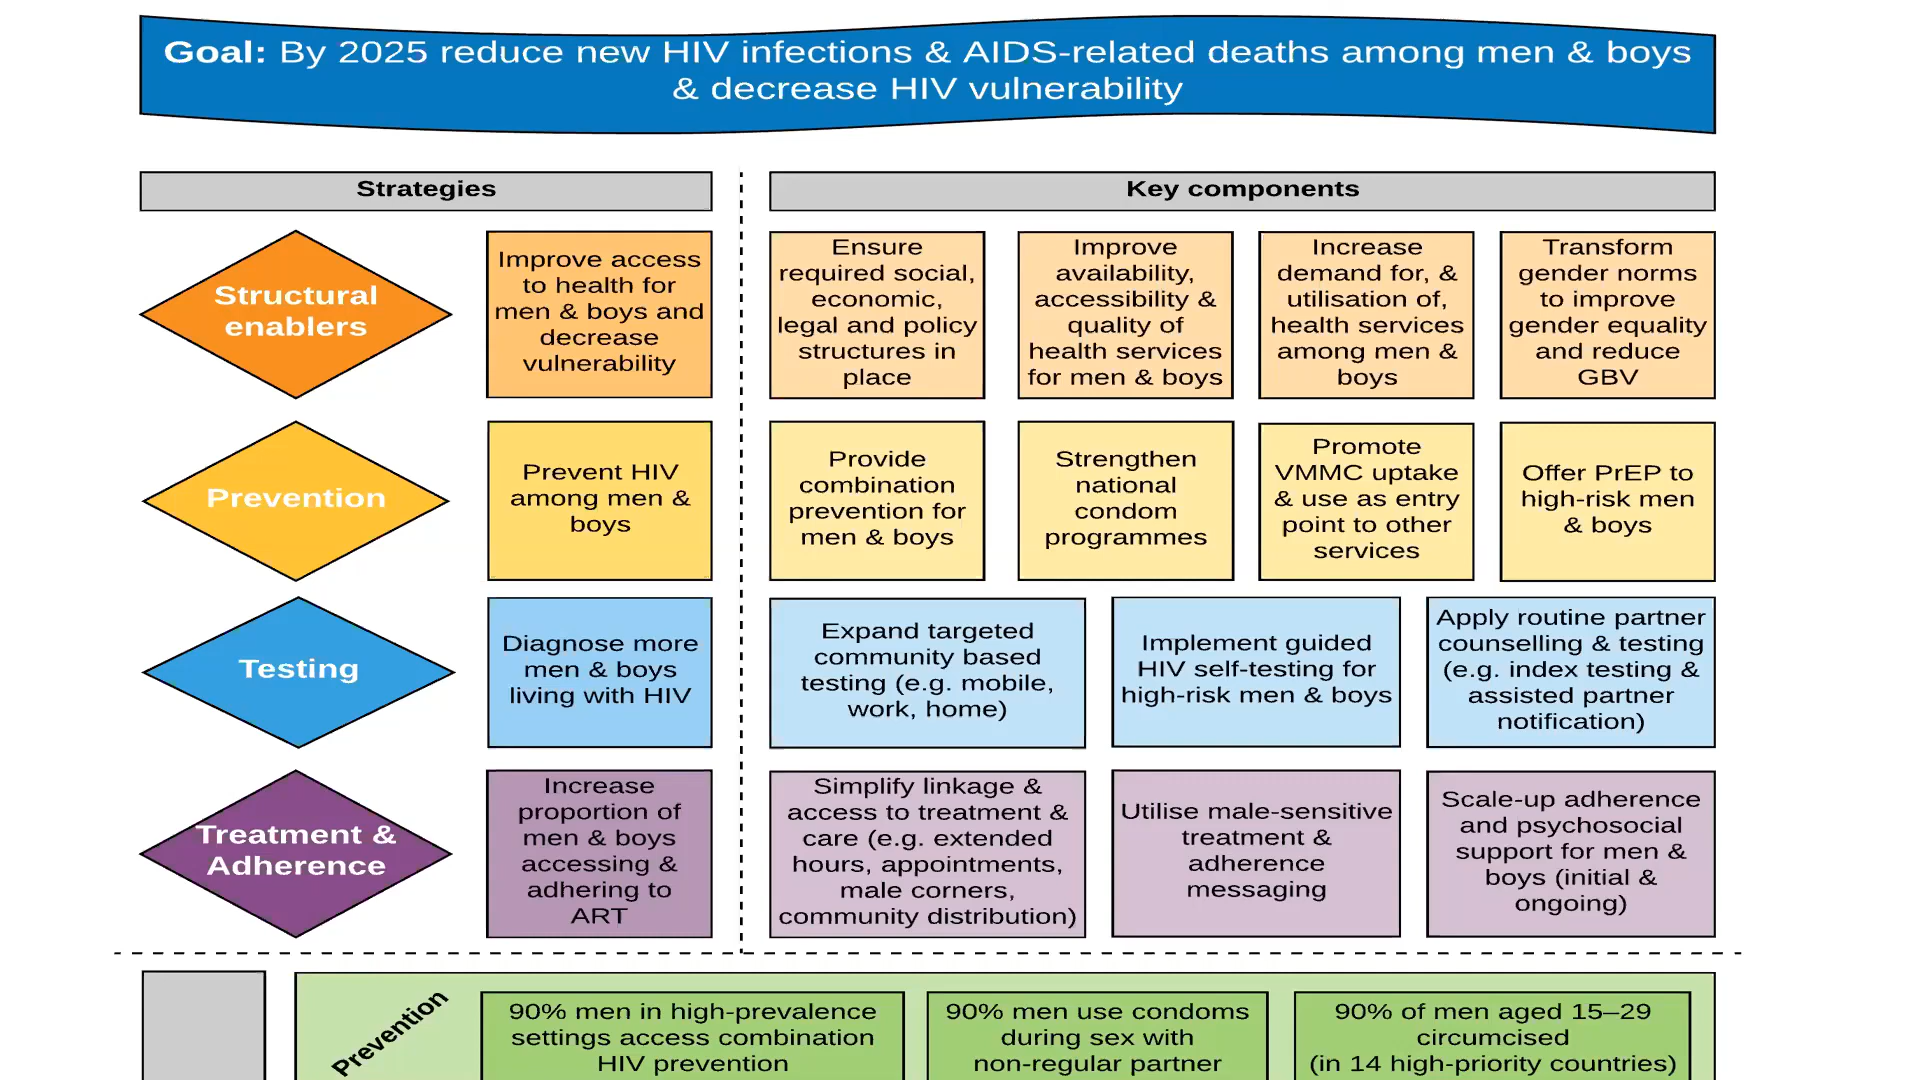 Goal: By 2025 reduce new HIV infections & AIDS-related deaths among men & boys
& decrease HIV vulnerability
Strategies
Key components
Structural
enablers
Improve access
to health for
men & boys and
decrease
vulnerability
Ensure
required social,
economic,
legal and policy
structures in
place
Improve
availability,
accessibility &
quality of
health services
for men & boys
Increase
demand for, &
utilisation of,
health services
among men &
boys
Transform
gender norms
to improve
gender equality
and reduce
GBV
Prevention
Prevent HIV
among men &
boys
Provide
combination
prevention for
men & boys
Strengthen
national
condom
programmes
Promote
VMMC uptake
& use as entry
point to other
services
Offer PrEP to
high-risk men
& boys
Testing
Diagnose more
men & boys
living with HIV
Expand targeted
community based
testing (e.g. mobile,
work, home)
Implement guided
HIV self-testing for
high-risk men & boys
Apply routine partner
counselling & testing
(e.g. index testing &
assisted partner
notification)
Treatment &
Adherence
Increase
proportion of
men & boys
accessing &
adhering to
ART
Simplify linkage &
access to treatment &
care (e.g. extended
hours, appointments,
male corners,
community distribution)
Utilise male-sensitive
treatment &
adherence
messaging
Scale-up adherence
and psychosocial
support for men &
boys (initial &
ongoing)
Prevention
90% men in high-prevalence
settings access combination
HIV prevention
90% men use condoms
during sex with
non-regular partner
90% of men aged 15–29
circumcised
(in 14 high-priority countries)